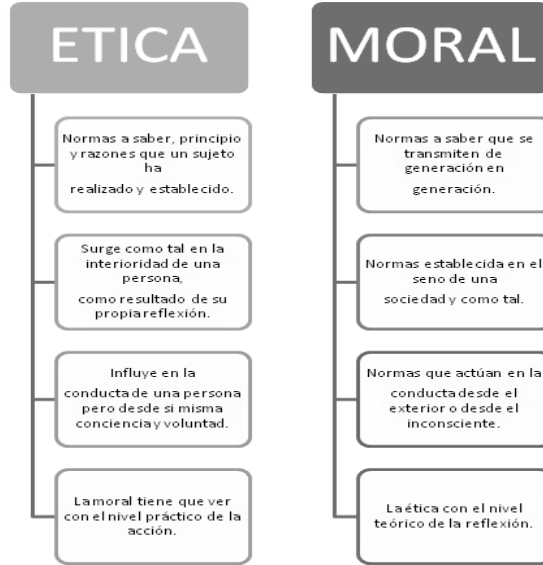 ETICA
Normas a saber, principio
y razones que un sujeto
ha
realizado y establecido.
Surge como tal en la
interioridad de una
persona,
como resultado de su
propia reflexión.
Influye en la
conducta de una persona
pero desde si misma
conciencia y voluntad.
La moral tiene que ver
con el nivel práctico de la
acción.
MORAL
Normas a saber que se
transmiten de
generación en
generación.
Normas establecida en el
seno de una
sociedad y como tal.
Normas que actúan en la
conducta desde el
exterior o desde el
inconsciente.
La ética con el nivel
teórico de la reflexión.